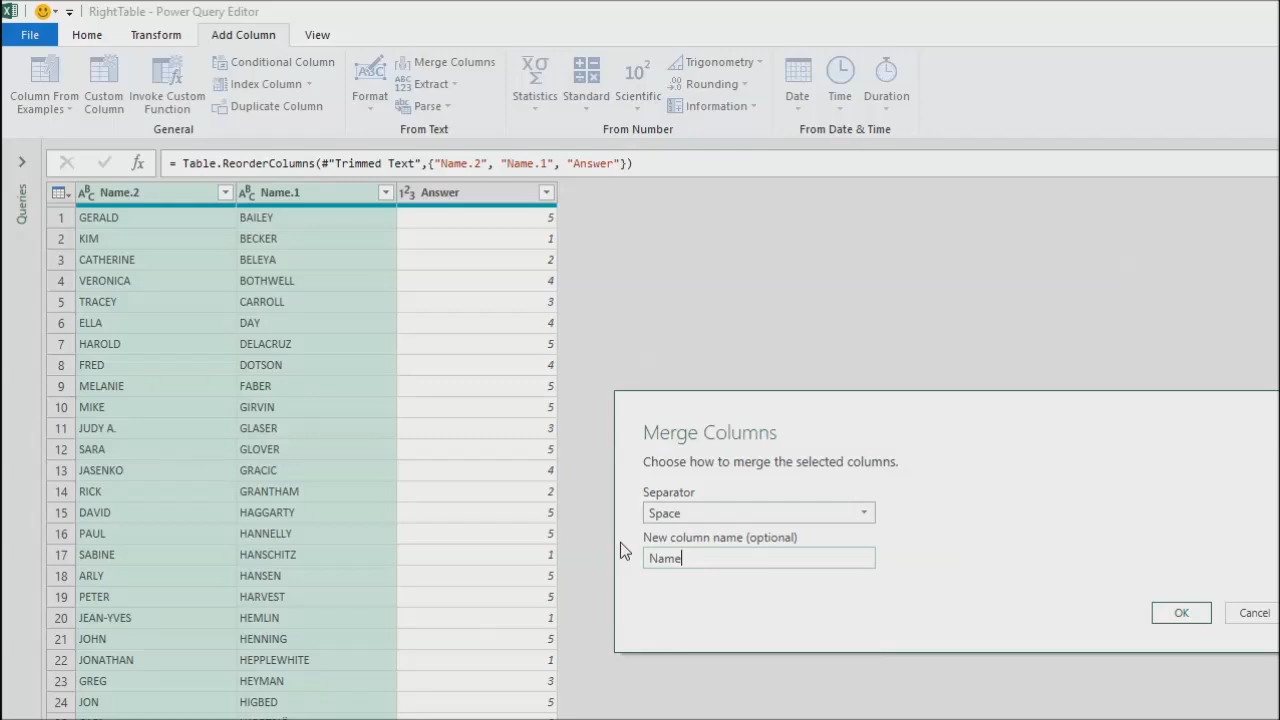 RightTable - Power Query Editor
File Home Transform Add Column View
Column From Examples
Custom Column
Invoke Custom Function
Conditional Column
Index Column
Duplicate Column
General
Format
Merge Columns
Extract
Parse
From Text
Statistics
Standard
Scientific
Trigonometry
Rounding
Information
From Number
Date
Time
Duration
From Date & Time
fx = Table.ReorderColumns(#"Trimmed Text",{"Name.2", "Name.1", "Answer"})
Queries
Name.2 Name.1 Answer
1 GERALD BAILEY 5
2 KIM BECKER 1
3 CATHERINE BELEYA 2
4 VERONICA BOTHWELL 4
5 TRACEY CARROLL 3
6 ELLA DAY 4
7 HAROLD DELACRUZ 5
8 FRED DOTSON 4
9 MELANIE FABER 5
10 MIKE GIRVIN 5
11 JUDY A. GLASER 3
12 SARA GLOVER 5
13 JASENKO GRACIC 4
14 RICK GRANTHAM 2
15 DAVID HAGGARTY 5
16 PAUL HANNELLY 5
17 SABINE HANSCHITZ 1
18 ARLY HANSEN 5
19 PETER HARVEST 5
20 JEAN-YVES HEMLIN 1
21 JOHN HENNING 5
22 JONATHAN HEPPLEWHITE 1
23 GREG HEYMAN 3
24 JON HIGBED 5
Merge Columns
Choose how to merge the selected columns.
Separator
Space
New column name (optional)
Name
OK Cancel